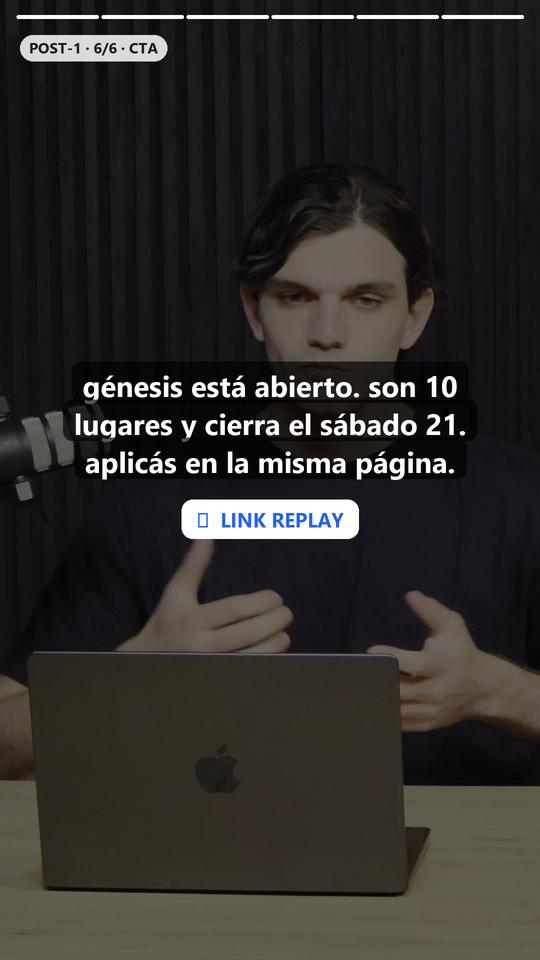 POST-1 · 6/6 · CTA
génesis está abierto. son 10
lugares y cierra el sábado 21.
aplicás en la misma página.
LINK REPLAY